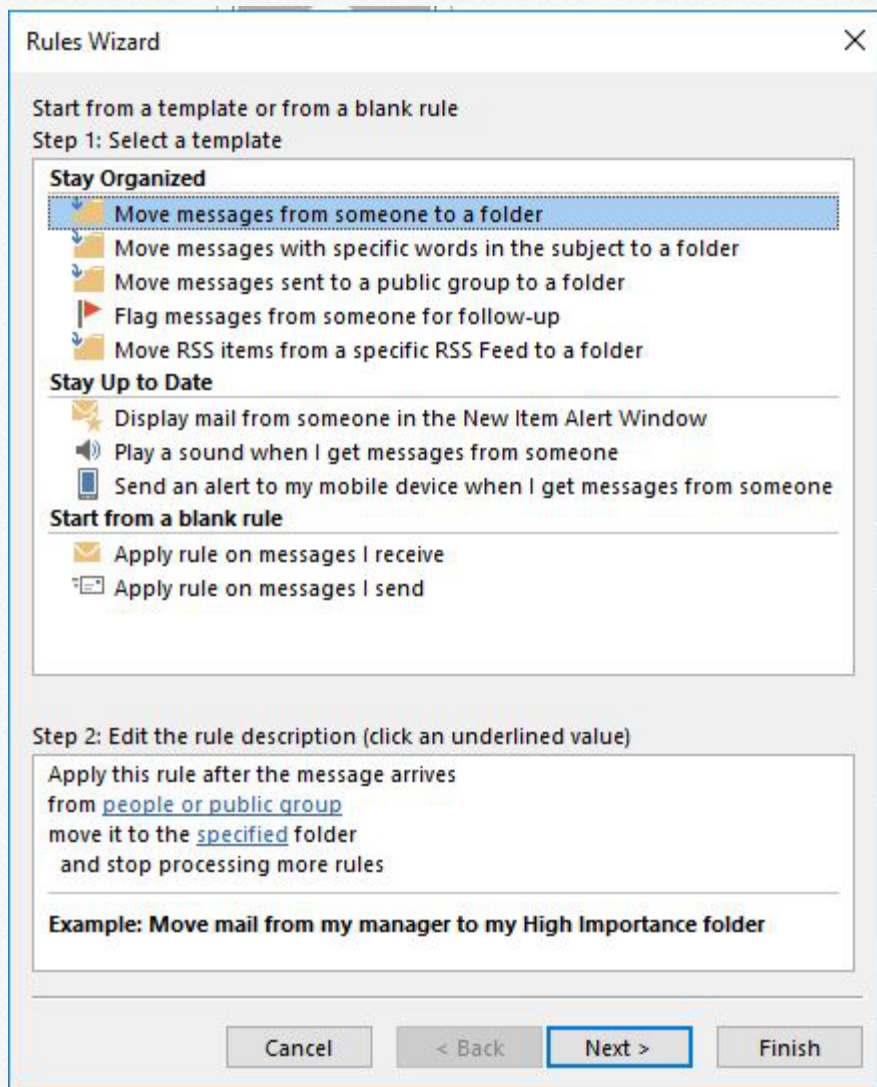 Rules Wizard
Start from a template or from a blank rule
Step 1: Select a template
Stay Organized
Move messages from someone to a folder
Move messages with specific words in the subject to a folder
Move messages sent to a public group to a folder
Flag messages from someone for follow-up
Move RSS items from a specific RSS Feed to a folder
Stay Up to Date
Display mail from someone in the New Item Alert Window
Play a sound when I get messages from someone
Send an alert to my mobile device when I get messages from someone
Start from a blank rule
Apply rule on messages I receive
Apply rule on messages I send
Step 2: Edit the rule description (click an underlined value)
Apply this rule after the message arrives
from people or public group
move it to the specified folder
and stop processing more rules
Example: Move mail from my manager to my High Importance folder
Cancel < Back Next > Finish